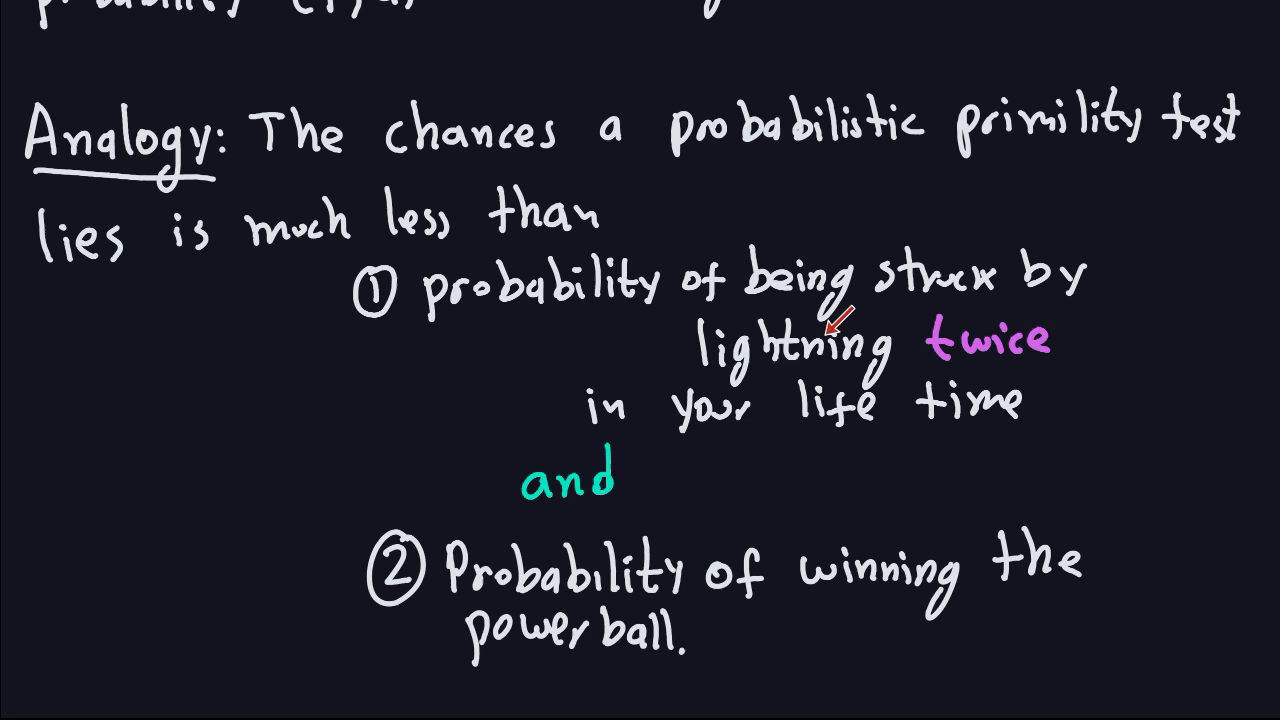 probability
Analogy: The chances a probabilistic primility test
lies is much less than
① probability of being struck by
lightning twice
in your life time
and
② Probability of winning the
powerball.